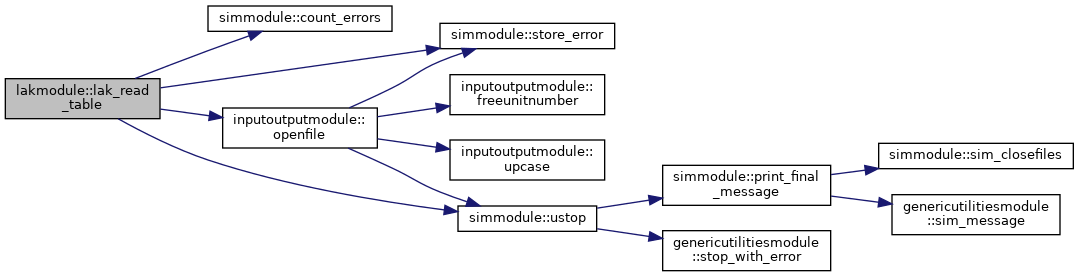 lakmodule::lak_read
_table
simmodule::count_errors
simmodule::store_error
inputoutputmodule::
openfile
inputoutputmodule::
freeunitnumber
inputoutputmodule::
upcase
simmodule::ustop
simmodule::print_final
_message
genericutilitiesmodule
::stop_with_error
simmodule::sim_closefiles
genericutilitiesmodule
::sim_message